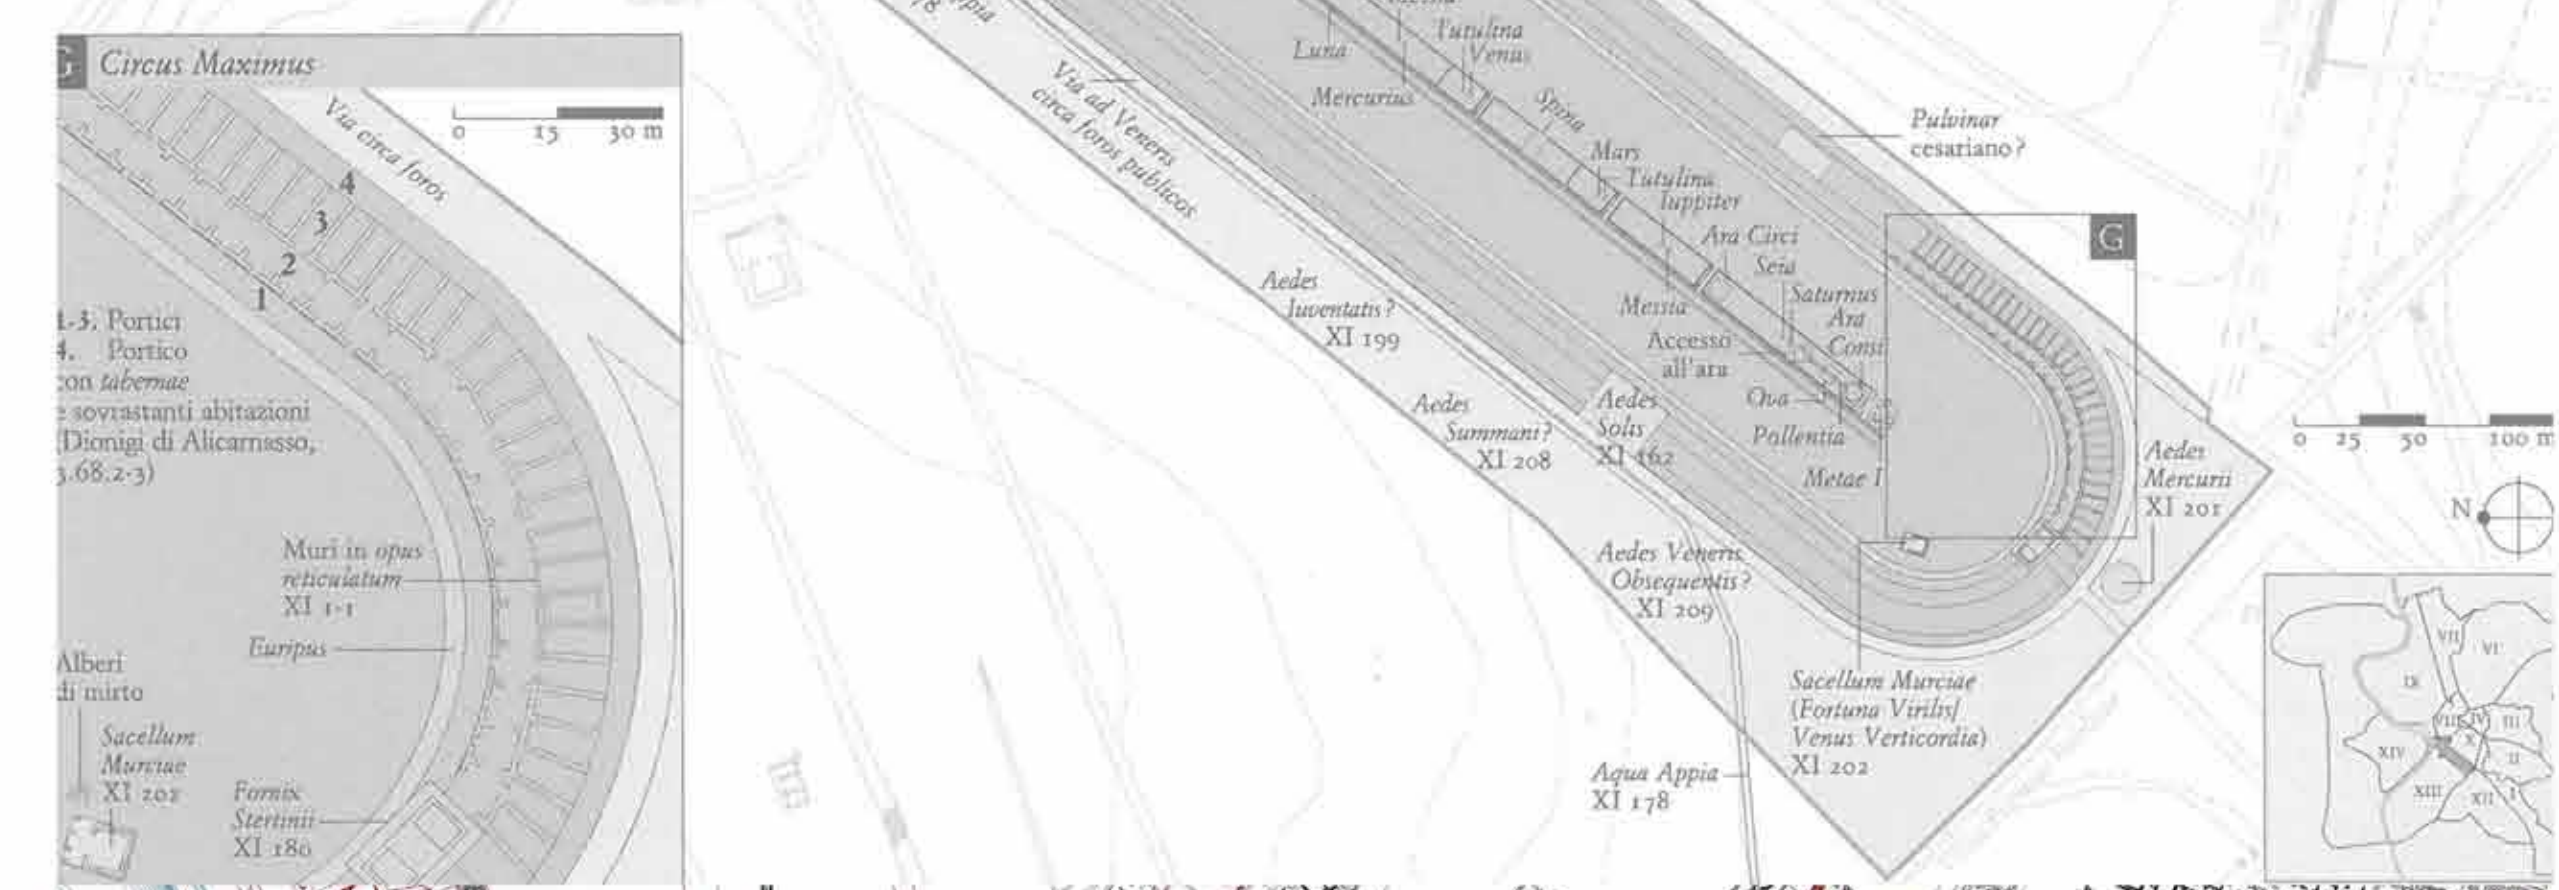 G Circus Maximus
Via circa foros
0 15 30 m
4
3
2
1
1-3. Portici
4. Portico
con tabernae
e sovrastanti abitazioni
(Dionigi di Alicarnasso,
3.68.2-3)
Muri in opus
reticulatum
XI 1-1
Euripus
Alberi
di mirto
Sacellum
Murciae
XI 202
Fornix
Stertinii
XI 180
Via ad Veneris
circa foros publicos
Luna
Mercurius
Tutulina
Venus
Spina
Mars
Tutulina
Iuppiter
Ara Circi
Seia
Saturnus
Ara
Consi
Messia
Accesso
all'ara
Ova
Pollentia
Metae I
Pulvinar
cesariano?
G
Aedes
Iuventatis?
XI 199
Aedes
Summani?
XI 208
Aedes
Solis
XI 162
Aedes Veneris
Obsequentis?
XI 209
Aqua Appia
XI 178
Sacellum Murciae
(Fortuna Virilis/
Venus Verticordia)
XI 202
Aedes
Mercurii
XI 201
0 25 50 100 m
N
VII
VI
IX
VIII
IV
III
X
II
XIV
XIII
XII
I